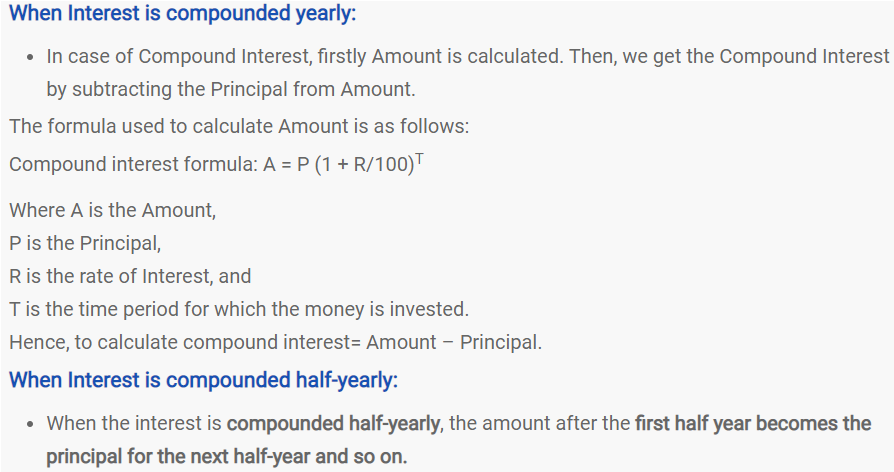 When Interest is compounded yearly:
• In case of Compound Interest, firstly Amount is calculated. Then, we get the Compound Interest
by subtracting the Principal from Amount.
The formula used to calculate Amount is as follows:
Compound interest formula: A = P (1 + R/100)ᵀ
Where A is the Amount,
P is the Principal,
R is the rate of Interest, and
T is the time period for which the money is invested.
Hence, to calculate compound interest= Amount – Principal.
When Interest is compounded half-yearly:
• When the interest is compounded half-yearly, the amount after the first half year becomes the
principal for the next half-year and so on.